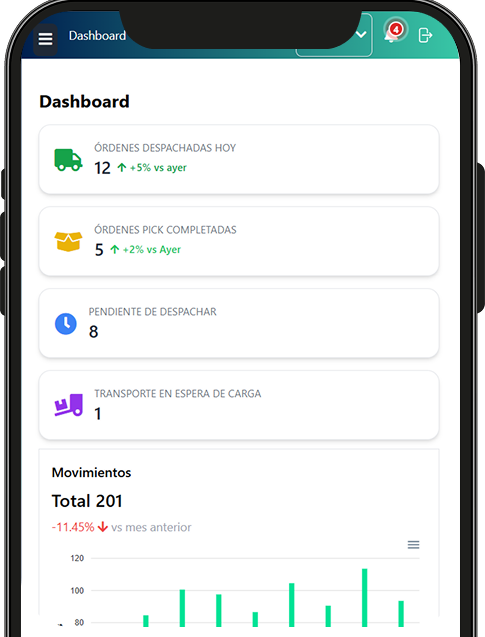 Dashboard
4
Dashboard
ÓRDENES DESPACHADAS HOY
12 +5% vs ayer
ÓRDENES PICK COMPLETADAS
5 +2% vs Ayer
PENDIENTE DE DESPACHAR
8
TRANSPORTE EN ESPERA DE CARGA
1
Movimientos
Total 201
-11.45% vs mes anterior
120
100
80